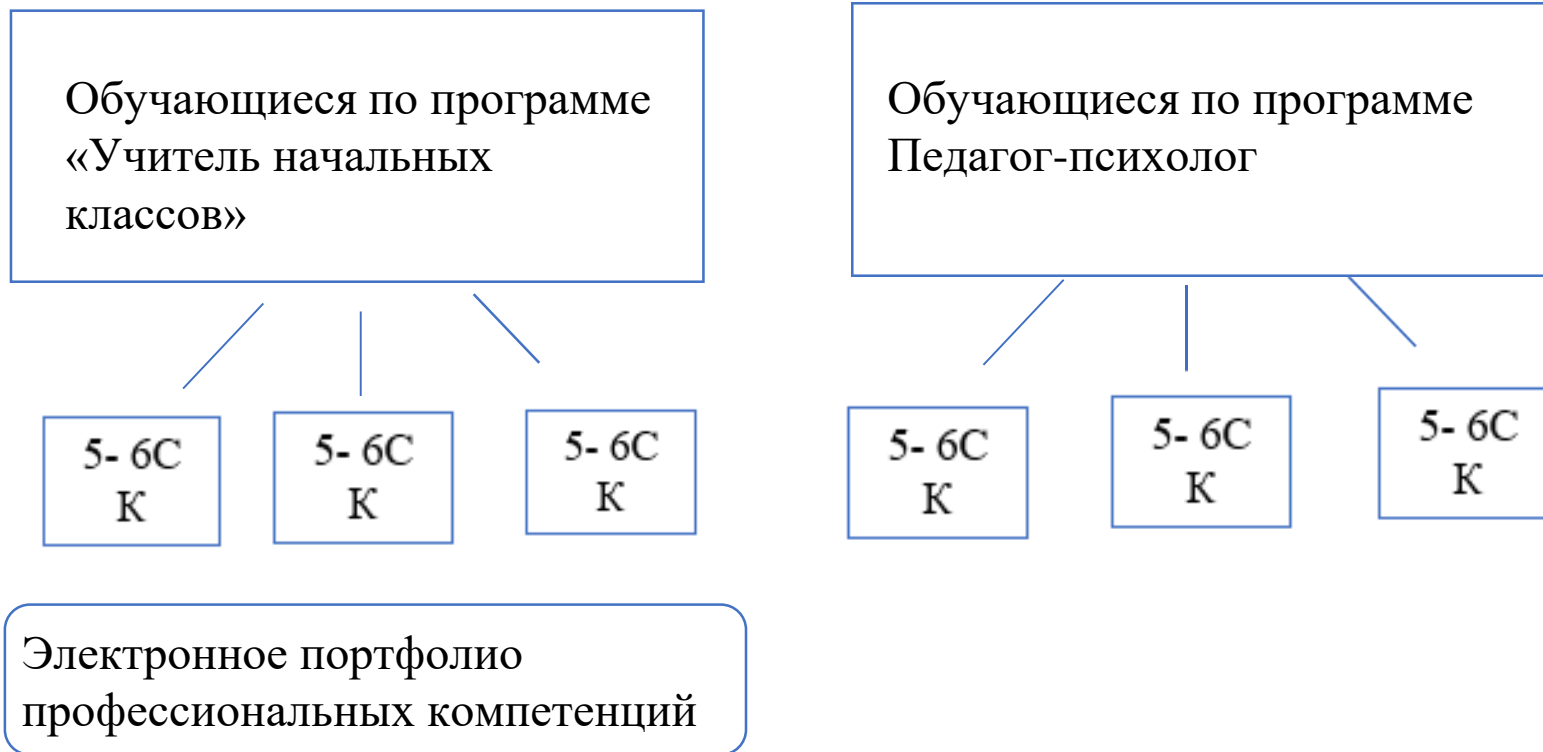 Обучающиеся по программе
«Учитель начальных
классов»
Обучающиеся по программе
Педагог-психолог
5- 6С
К
5- 6С
К
5- 6С
К
5- 6С
К
5- 6С
К
5- 6С
К
Электронное портфолио
профессиональных компетенций